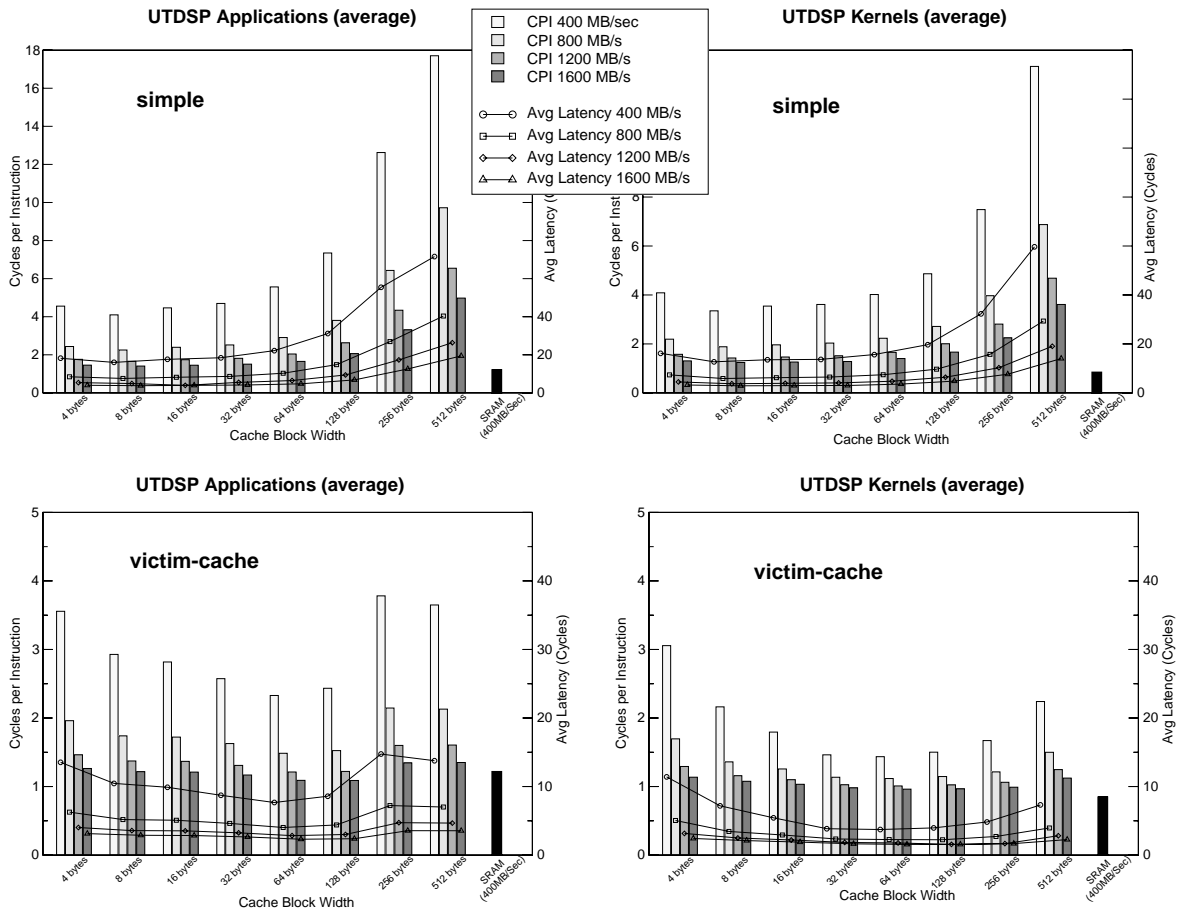 UTDSP Applications (average)
UTDSP Kernels (average)
CPI 400 MB/sec
CPI 800 MB/s
CPI 1200 MB/s
CPI 1600 MB/s
Avg Latency 400 MB/s
Avg Latency 800 MB/s
Avg Latency 1200 MB/s
Avg Latency 1600 MB/s
simple
18
16
14
12
10
8
6
4
2
0
Cycles per Instruction
40
20
0
Avg Latency (Cycles)
4 bytes
8 bytes
16 bytes
32 bytes
64 bytes
128 bytes
256 bytes
512 bytes
SRAM
(400MB/Sec)
Cache Block Width
simple
8
6
4
2
0
Cycles per Instruction
40
20
0
Avg Latency (Cycles)
4 bytes
8 bytes
16 bytes
32 bytes
64 bytes
128 bytes
256 bytes
512 bytes
SRAM
(400MB/Sec)
Cache Block Width
UTDSP Applications (average)
victim-cache
5
4
3
2
1
0
Cycles per Instruction
40
30
20
10
0
Avg Latency (Cycles)
4 bytes
8 bytes
16 bytes
32 bytes
64 bytes
128 bytes
256 bytes
512 bytes
SRAM
(400MB/Sec)
Cache Block Width
UTDSP Kernels (average)
victim-cache
5
4
3
2
1
0
Cycles per Instruction
40
30
20
10
0
Avg Latency (Cycles)
4 bytes
8 bytes
16 bytes
32 bytes
64 bytes
128 bytes
256 bytes
512 bytes
SRAM
(400MB/Sec)
Cache Block Width